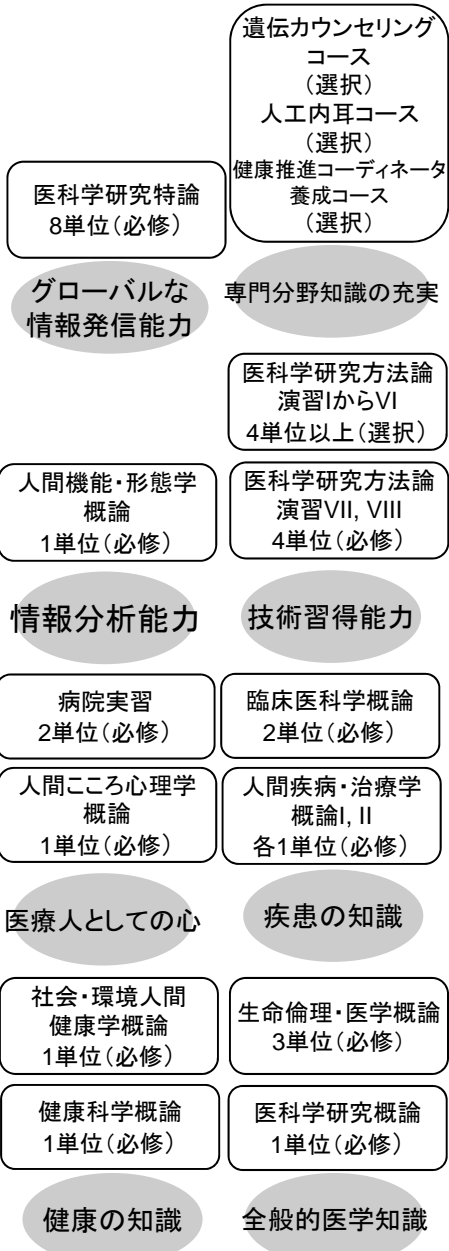 遺伝カウンセリング
コース
(選択)
人工内耳コース
(選択)
健康推進コーディネータ
養成コース
(選択)
医科学研究特論
8単位(必修)
グローバルな
情報発信能力
専門分野知識の充実
医科学研究方法論
演習IからVI
4単位以上(選択)
人間機能・形態学
概論
1単位(必修)
医科学研究方法論
演習VII, VIII
4単位(必修)
情報分析能力
技術習得能力
病院実習
2単位(必修)
臨床医科学概論
2単位(必修)
人間こころ心理学
概論
1単位(必修)
人間疾病・治療学
概論I, II
各1単位(必修)
医療人としての心
疾患の知識
社会・環境人間
健康学概論
1単位(必修)
生命倫理・医学概論
3単位(必修)
健康科学概論
1単位(必修)
医科学研究概論
1単位(必修)
健康の知識
全般的医学知識